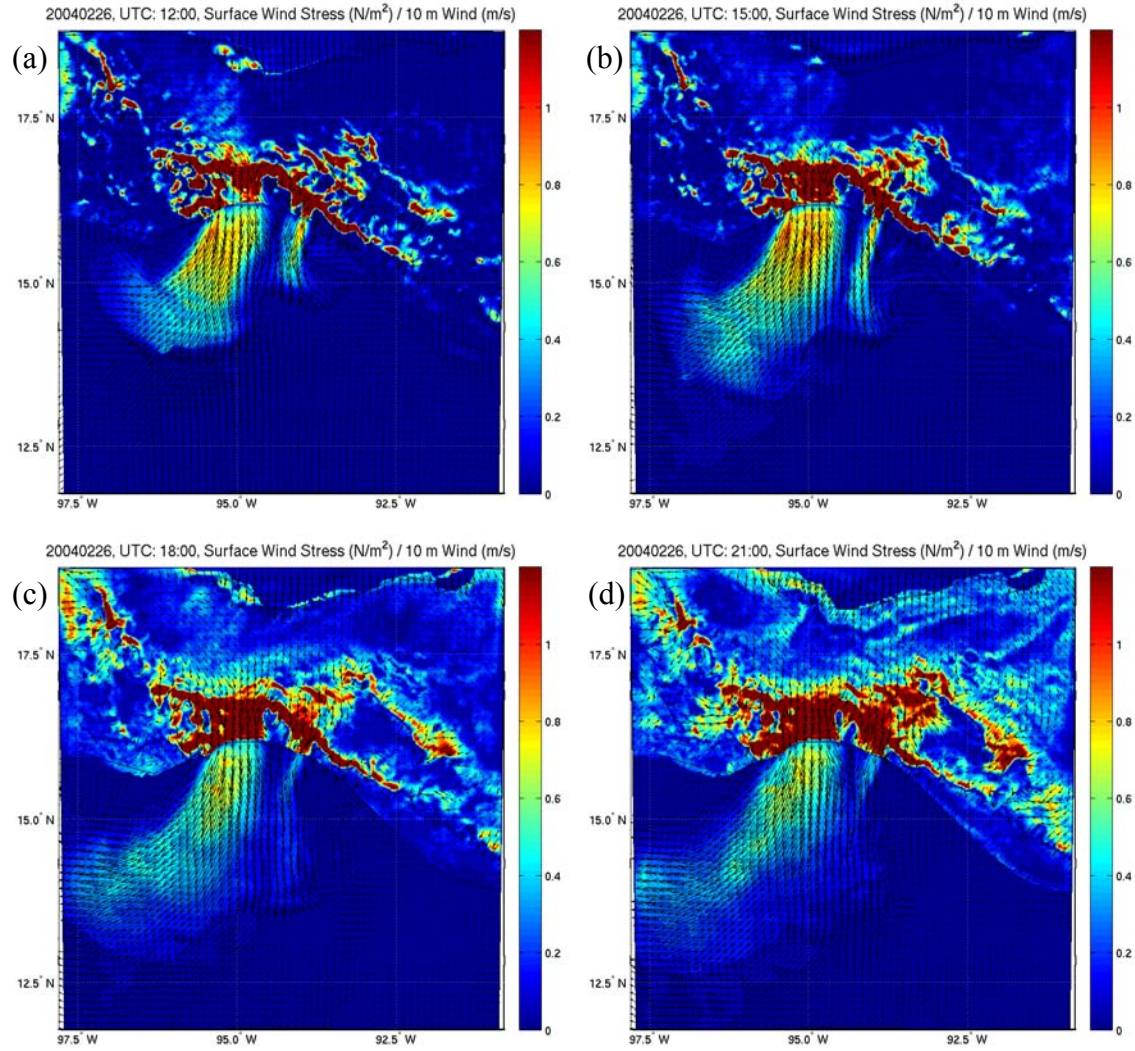 20040226, UTC: 12:00, Surface Wind Stress (N/m²) / 10 m Wind (m/s)
(a)
17.5° N
15.0° N
12.5° N
97.5° W
95.0° W
92.5° W
1
0.8
0.6
0.4
0.2
0
20040226, UTC: 15:00, Surface Wind Stress (N/m²) / 10 m Wind (m/s)
(b)
17.5° N
15.0° N
12.5° N
97.5° W
95.0° W
92.5° W
1
0.8
0.6
0.4
0.2
0
20040226, UTC: 18:00, Surface Wind Stress (N/m²) / 10 m Wind (m/s)
(c)
17.5° N
15.0° N
12.5° N
97.5° W
95.0° W
92.5° W
1
0.8
0.6
0.4
0.2
0
20040226, UTC: 21:00, Surface Wind Stress (N/m²) / 10 m Wind (m/s)
(d)
17.5° N
15.0° N
12.5° N
97.5° W
95.0° W
92.5° W
1
0.8
0.6
0.4
0.2
0